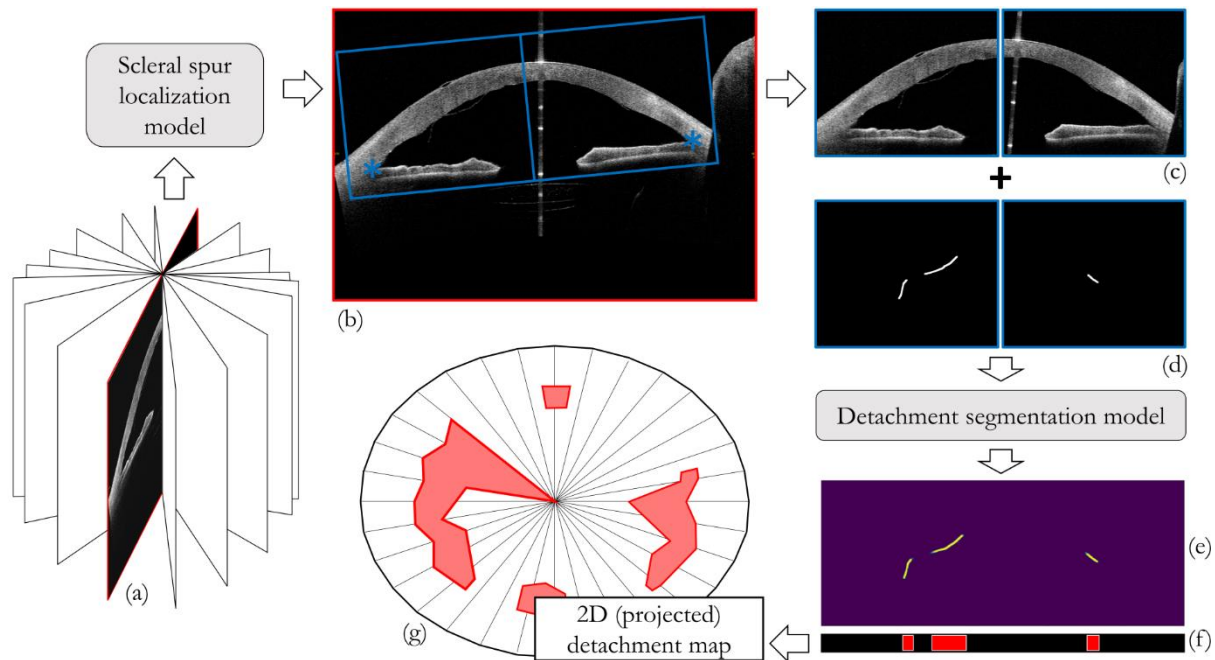 Scleral spur
localization
model
(a)
(b)
(c)
+
(d)
Detachment segmentation model
(e)
(f)
2D (projected)
detachment map
(g)